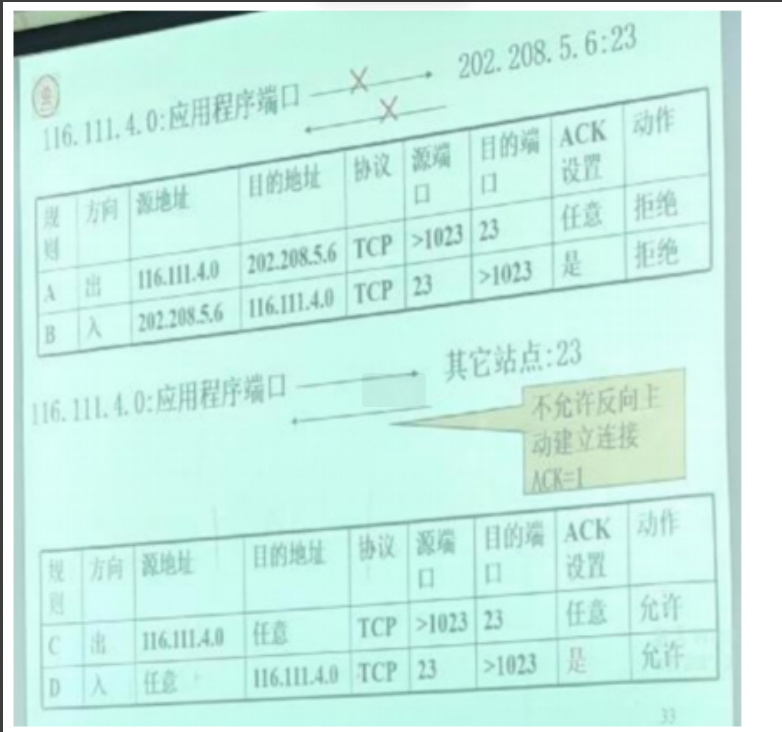 116.111.4.0:应用程序端口 202.208.5.6:23
规则 方向 源地址 目的地址 协议 源端口 目的端口 ACK设置 动作
A 出 116.111.4.0 202.208.5.6 TCP >1023 23 任意 拒绝
B 入 202.208.5.6 116.111.4.0 TCP 23 >1023 是 拒绝
116.111.4.0:应用程序端口 其它站点:23
不允许反向主
动建立连接
ACK=1
规则 方向 源地址 目的地址 协议 源端口 目的端口 ACK设置 动作
C 出 116.111.4.0 任意 TCP >1023 23 任意 允许
D 入 任意 116.111.4.0 TCP 23 >1023 是 允许
33